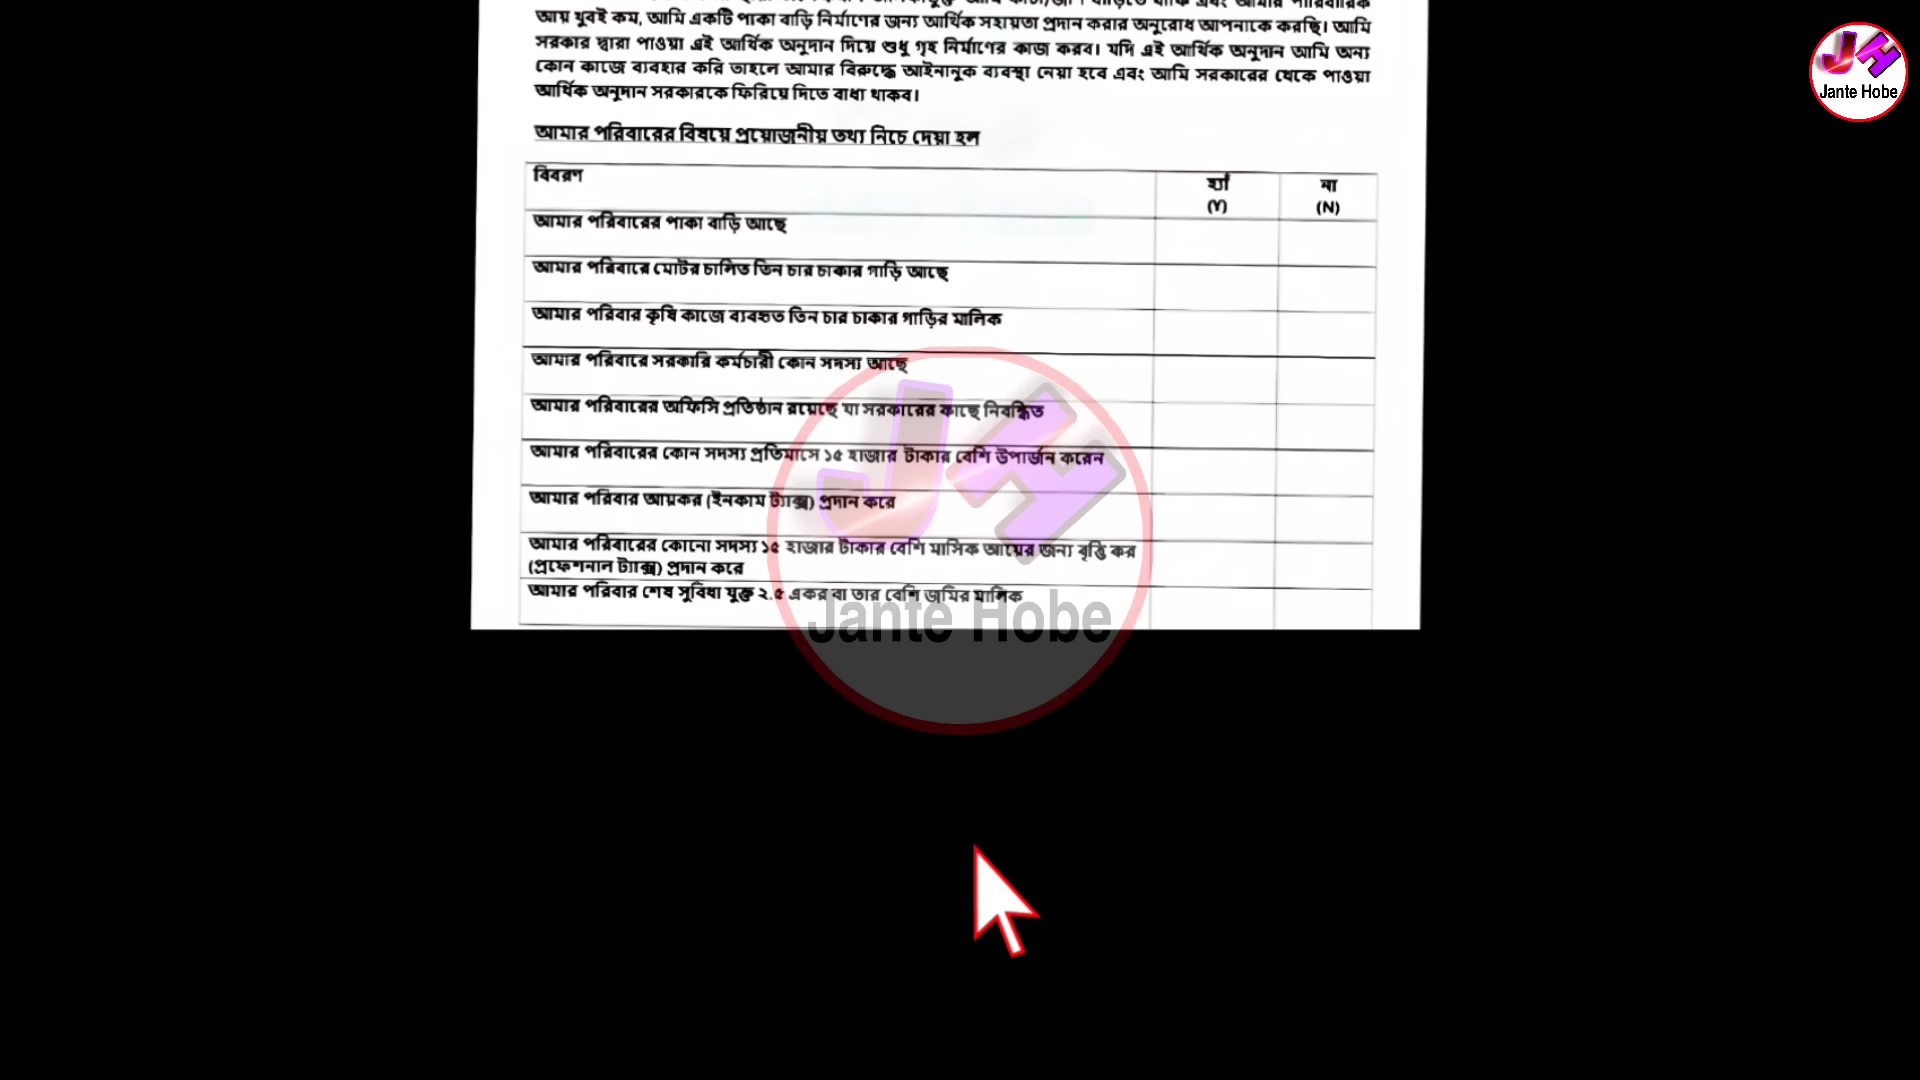 আয় খুবই কম, আমি একটি পাকা বাড়ি নির্মাণের জন্য আর্থিক সহায়তা প্রদান করার অনুরোধ আপনাকে করছি। আমি
সরকার দ্বারা পাওয়া এই আর্থিক অনুদান দিয়ে শুধু গৃহ নির্মাণের কাজ করব। যদি এই আর্থিক অনুদান আমি অন্য
কোন কাজে ব্যবহার করি তাহলে আমার বিরুদ্ধে আইনানুক ব্যবস্থা নেয়া হবে এবং আমি সরকারের থেকে পাওয়া
আর্থিক অনুদান সরকারকে ফিরিয়ে দিতে বাধ্য থাকব।
আমার পরিবারের বিষয়ে প্রয়োজনীয় তথ্য নিচে দেয়া হল
বিবরণ হ্যাঁ না
(Y) (N)
আমার পরিবারের পাকা বাড়ি আছে
আমার পরিবারে মোটর চালিত তিন চার চাকার গাড়ি আছে
আমার পরিবার কৃষি কাজে ব্যবহৃত তিন চার চাকার গাড়ির মালিক
আমার পরিবারে সরকারি কর্মচারী কোন সদস্য আছে
আমার পরিবারের অফিসি প্রতিষ্ঠান রয়েছে যা সরকারের কাছে নিবন্ধিত
আমার পরিবারের কোন সদস্য প্রতিমাসে ১৫ হাজার টাকার বেশি উপার্জন করেন
আমার পরিবার আয়কর (ইনকাম ট্যাক্স) প্রদান করে
আমার পরিবারের কোনো সদস্য ১৫ হাজার টাকার বেশি মাসিক আয়ের জন্য বৃত্তি কর
(প্রফেশনাল ট্যাক্স) প্রদান করে
আমার পরিবার শেষ সুবিধা যুক্ত ২.৫ একর বা তার বেশি জমির মালিক
JH
Jante Hobe
JH
Jante Hobe